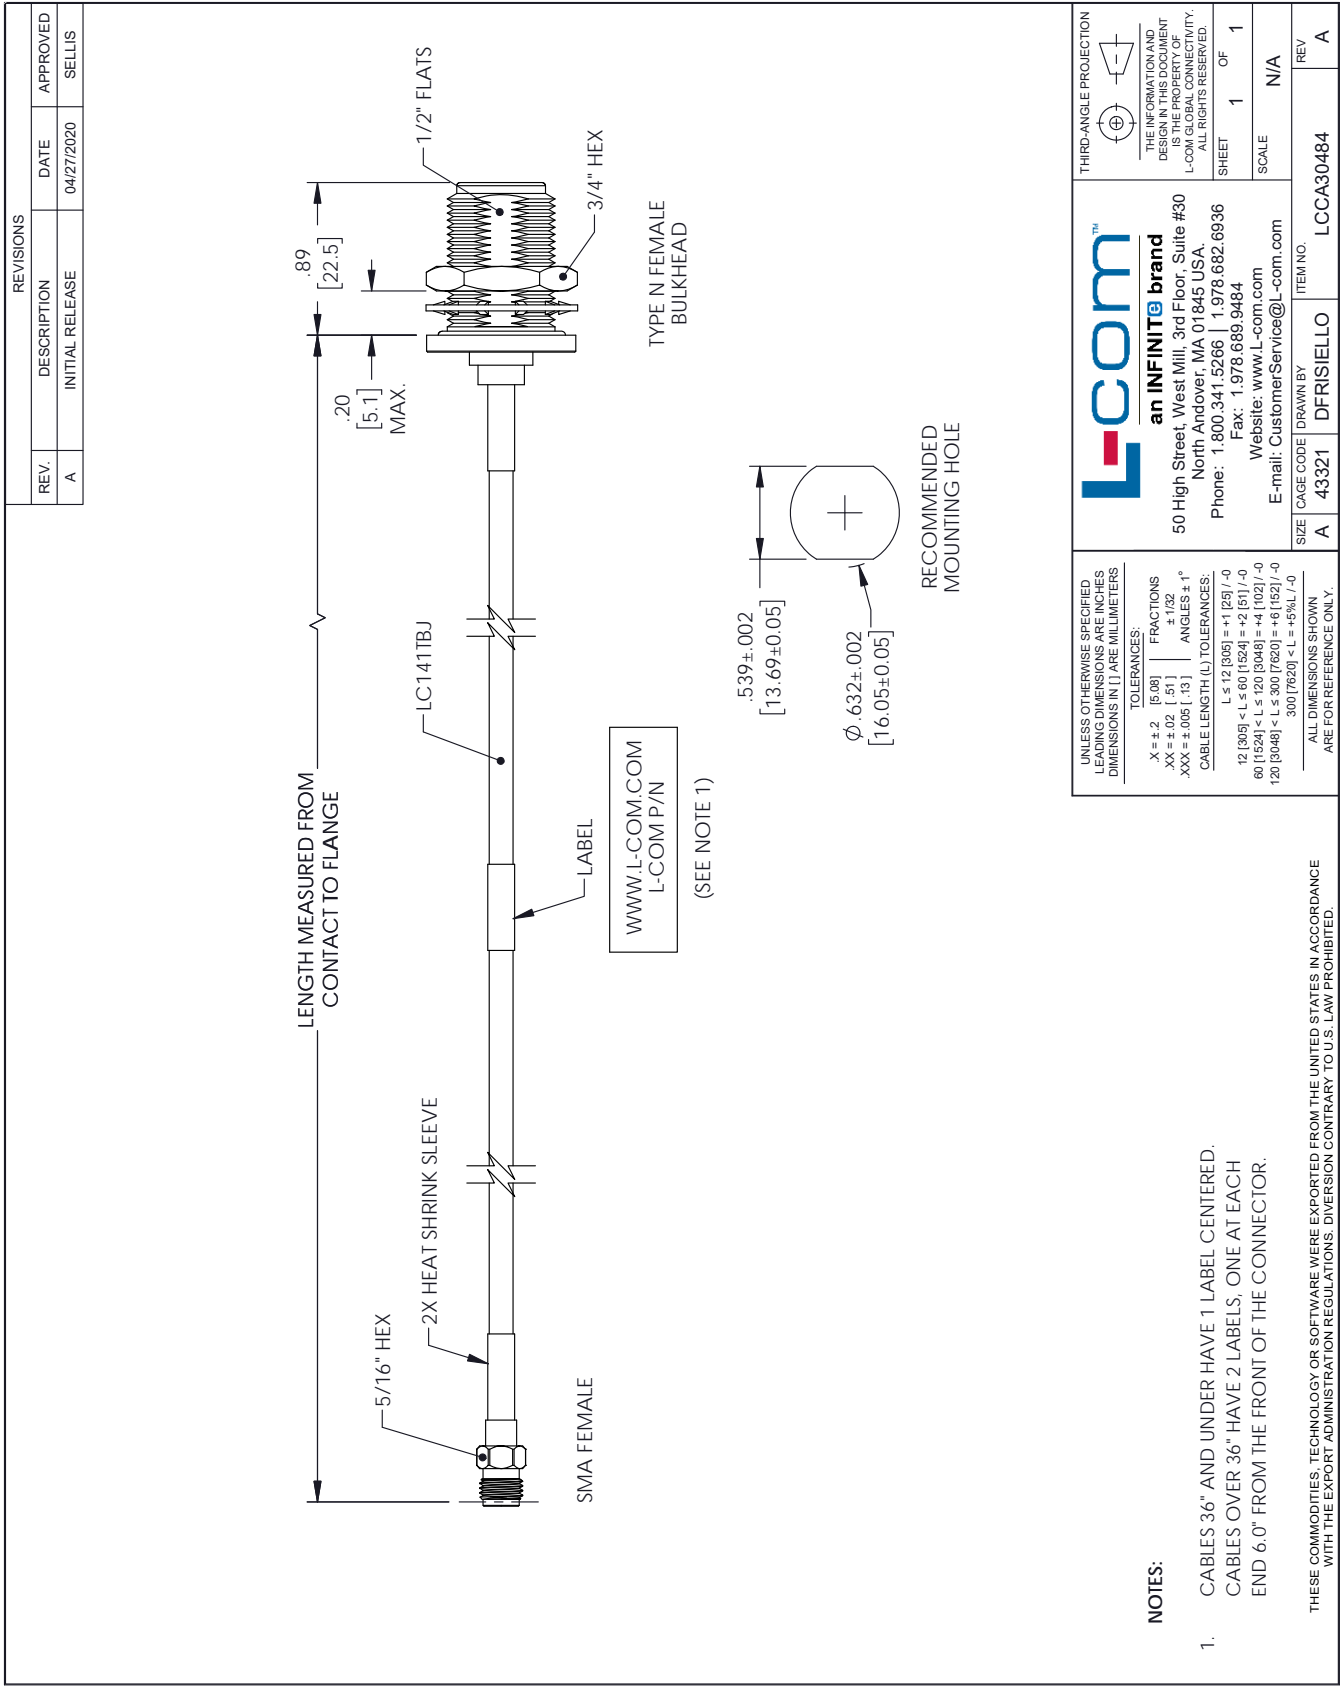 REVISIONS
REV. DESCRIPTION DATE APPROVED
A INITIAL RELEASE 04/27/2020 SELLIS
LENGTH MEASURED FROM
CONTACT TO FLANGE
.89
[22.5]
.20
[5.1]
MAX.
1/2" FLATS
3/4" HEX
5/16" HEX
2X HEAT SHRINK SLEEVE
LC141TBJ
LABEL
SMA FEMALE
WWW.L-COM.COM
L-COM P/N
(SEE NOTE 1)
TYPE N FEMALE
BULKHEAD
.539±.002
[13.69±0.05]
Ø.632±.002
[16.05±0.05]
RECOMMENDED
MOUNTING HOLE
NOTES:
1. CABLES 36" AND UNDER HAVE 1 LABEL CENTERED.
CABLES OVER 36" HAVE 2 LABELS, ONE AT EACH
END 6.0" FROM THE FRONT OF THE CONNECTOR.
THESE COMMODITIES, TECHNOLOGY OR SOFTWARE WERE EXPORTED FROM THE UNITED STATES IN ACCORDANCE
WITH THE EXPORT ADMINISTRATION REGULATIONS. DIVERSION CONTRARY TO U.S. LAW PROHIBITED.
UNLESS OTHERWISE SPECIFIED
LEADING DIMENSIONS ARE INCHES
DIMENSIONS IN [ ] ARE MILLIMETERS
TOLERANCES:
.X = ±.2 [5.08] FRACTIONS
.XX = ±.02 [.51] ± 1/32
.XXX = ±.005 [.13] ANGLES ± 1°
CABLE LENGTH (L) TOLERANCES:
L ≤ 12 [305] = +1 [25] / -0
12 [305] < L ≤ 60 [1524] = +2 [51] / -0
60 [1524] < L ≤ 120 [3048] = +4 [102] / -0
120 [3048] < L ≤ 300 [7620] = +6 [152] / -0
300 [7620] < L = +5%L / -0
ALL DIMENSIONS SHOWN
ARE FOR REFERENCE ONLY.
L-com™
an INFINITe brand
50 High Street, West Mill, 3rd Floor, Suite #30
North Andover, MA 01845 USA.
Phone: 1.800.341.5266 | 1.978.682.6936
Fax: 1.978.689.9484
Website: www.L-com.com
E-mail: CustomerService@L-com.com
THIRD-ANGLE PROJECTION
THE INFORMATION AND
DESIGN IN THIS DOCUMENT
IS THE PROPERTY OF
L-COM GLOBAL CONNECTIVITY.
ALL RIGHTS RESERVED.
SHEET 1 OF 1
SCALE N/A
SIZE CAGE CODE DRAWN BY ITEM NO. REV
A 43321 DFRISIELLO LCCA30484 A